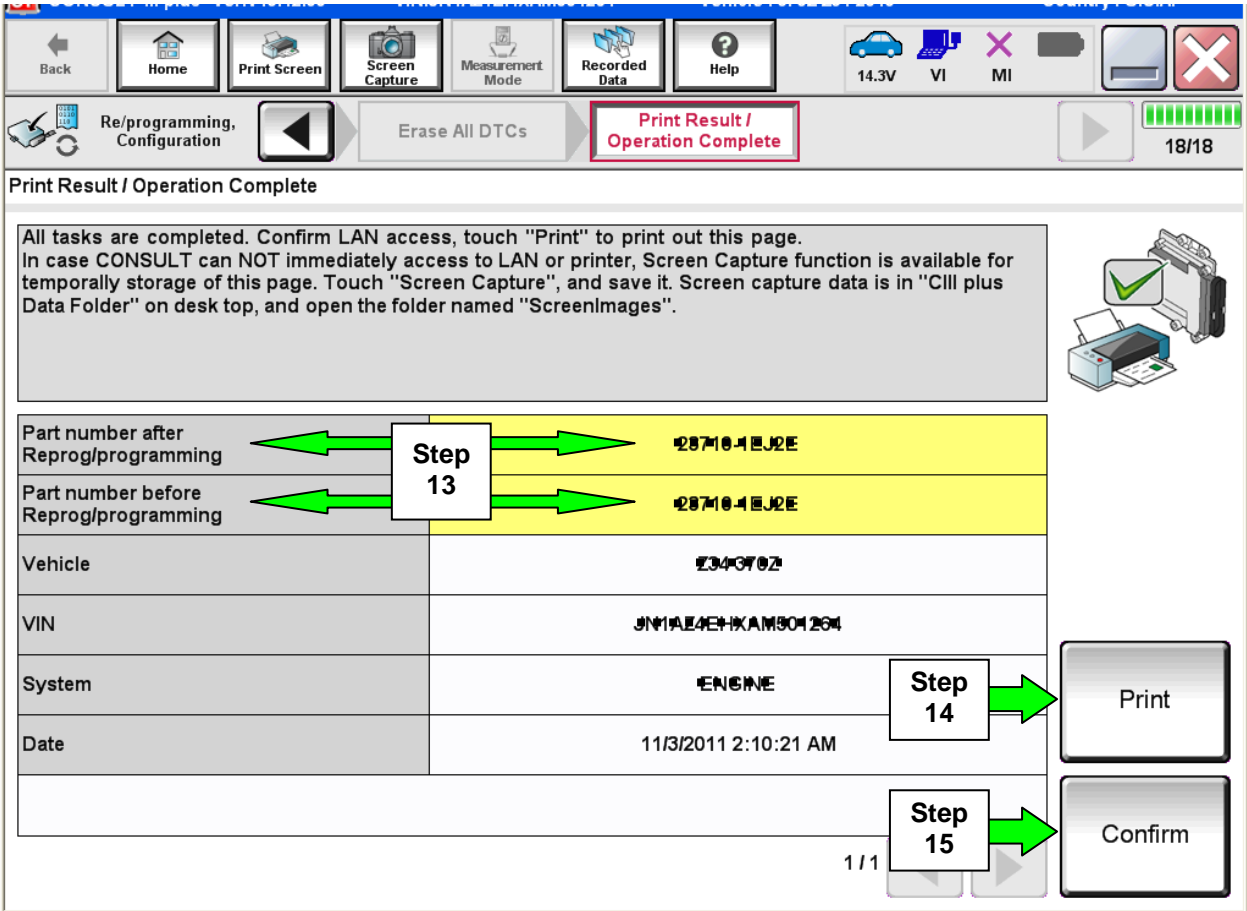 Back
Home
Print Screen
Screen
Capture
Measurement
Mode
Recorded
Data
Help
14.3V
VI
MI
Re/programming,
Configuration
Erase All DTCs
Print Result /
Operation Complete
18/18
Print Result / Operation Complete
All tasks are completed. Confirm LAN access, touch "Print" to print out this page.
In case CONSULT can NOT immediately access to LAN or printer, Screen Capture function is available for
temporally storage of this page. Touch "Screen Capture", and save it. Screen capture data is in "CIII plus
Data Folder" on desk top, and open the folder named "ScreenImages".
Part number after
Reprog/programming
Step
13
Part number before
Reprog/programming
Vehicle
VIN
System
ENGINE
Step
14
Print
Date
11/3/2011 2:10:21 AM
Step
15
Confirm
1/1